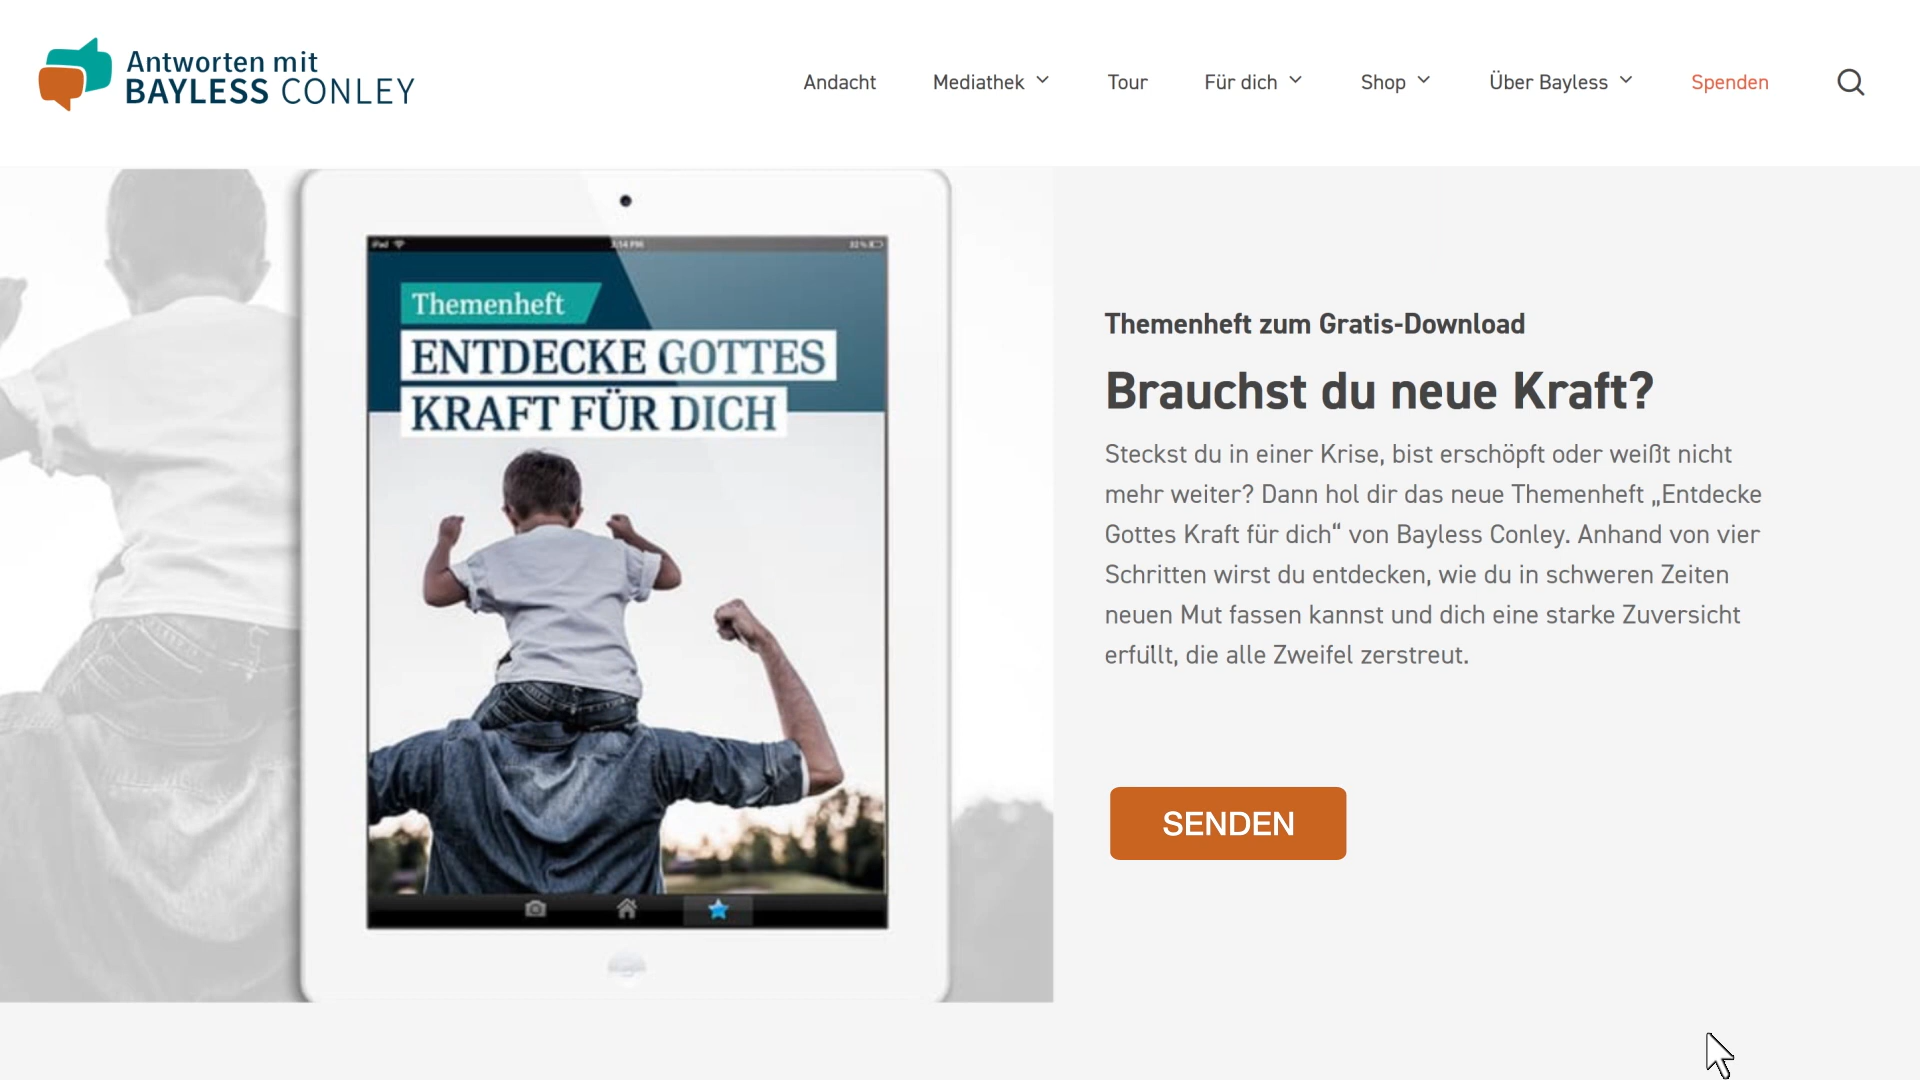 Antworten mit
BAYLESS CONLEY
Andacht
Mediathek
Tour
Für dich
Shop
Über Bayless
Spenden
iPad
32%
Themenheft
ENTDECKE GOTTES
KRAFT FÜR DICH
Themenheft zum Gratis-Download
Brauchst du neue Kraft?
Steckst du in einer Krise, bist erschöpft oder weißt nicht
mehr weiter? Dann hol dir das neue Themenheft „Entdecke
Gottes Kraft für dich“ von Bayless Conley. Anhand von vier
Schritten wirst du entdecken, wie du in schweren Zeiten
neuen Mut fassen kannst und dich eine starke Zuversicht
erfüllt, die alle Zweifel zerstreut.
SENDEN